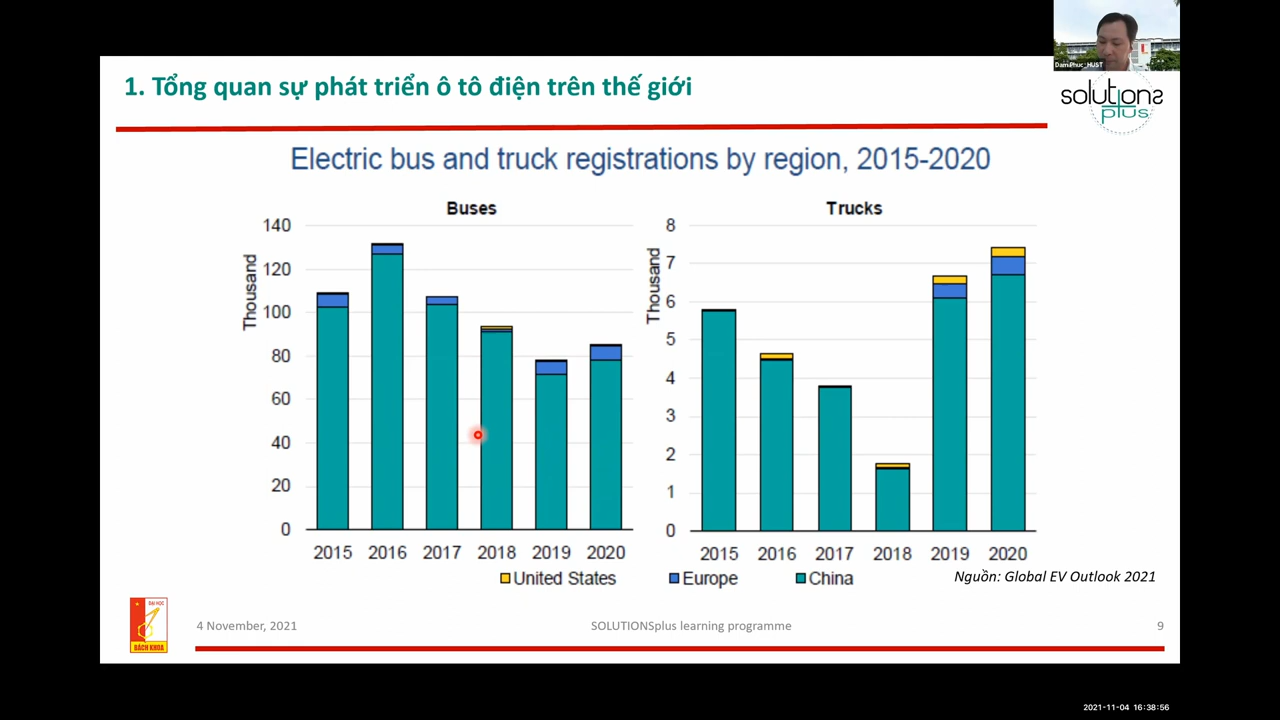 Dam Phuc_HUST
solutions
plus
1. Tổng quan sự phát triển ô tô điện trên thế giới
Electric bus and truck registrations by region, 2015-2020
Buses
Thousand
140
120
100
80
60
40
20
0
2015 2016 2017 2018 2019 2020
Trucks
Thousand
8
7
6
5
4
3
2
1
0
2015 2016 2017 2018 2019 2020
United States Europe China
Nguồn: Global EV Outlook 2021
ĐẠI HỌC
BÁCH KHOA
4 November, 2021 SOLUTIONSplus learning programme 9
2021-11-04 16:38:56